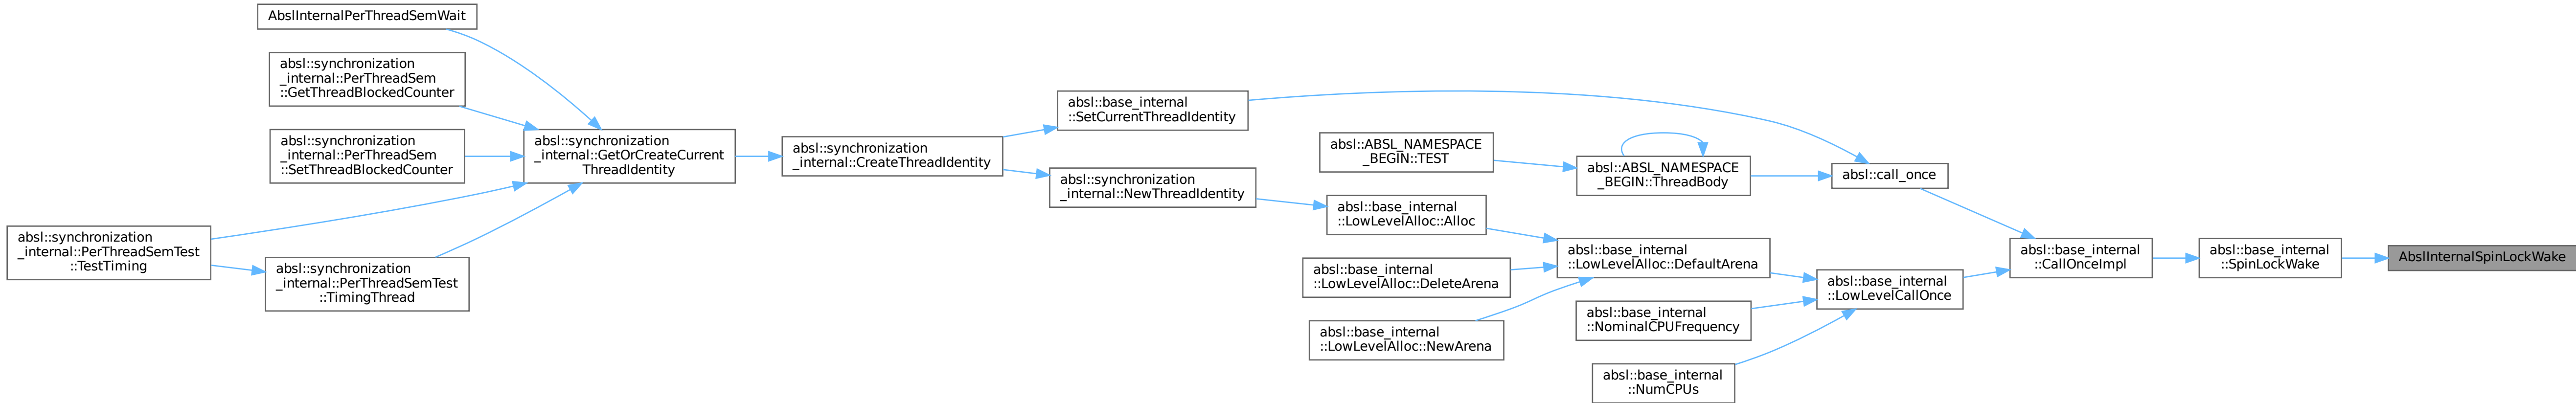 AbslInternalPerThreadSemWait
absl::synchronization
_internal::PerThreadSem
::GetThreadBlockedCounter
absl::synchronization
_internal::PerThreadSem
::SetThreadBlockedCounter
absl::synchronization
_internal::PerThreadSemTest
::TestTiming
absl::synchronization
_internal::PerThreadSemTest
::TimingThread
absl::synchronization
_internal::GetOrCreateCurrent
ThreadIdentity
absl::synchronization
_internal::CreateThreadIdentity
absl::base_internal
::SetCurrentThreadIdentity
absl::synchronization
_internal::NewThreadIdentity
absl::ABSL_NAMESPACE
_BEGIN::TEST
absl::base_internal
::LowLevelAlloc::Alloc
absl::base_internal
::LowLevelAlloc::DeleteArena
absl::base_internal
::LowLevelAlloc::NewArena
absl::ABSL_NAMESPACE
_BEGIN::ThreadBody
absl::base_internal
::LowLevelAlloc::DefaultArena
absl::base_internal
::NominalCPUFrequency
absl::base_internal
::NumCPUs
absl::call_once
absl::base_internal
::LowLevelCallOnce
absl::base_internal
::CallOnceImpl
absl::base_internal
::SpinLockWake
AbslInternalSpinLockWake